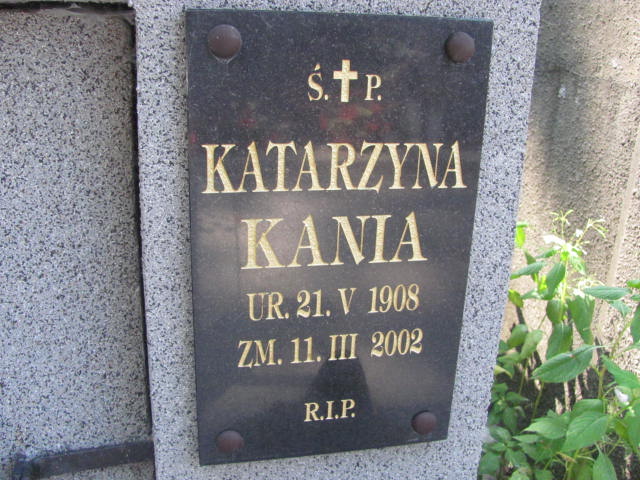 Ś. ✝ P.
KATARZYNA
KANIA
UR. 21. V 1908
ZM. 11. III 2002
R.I.P.